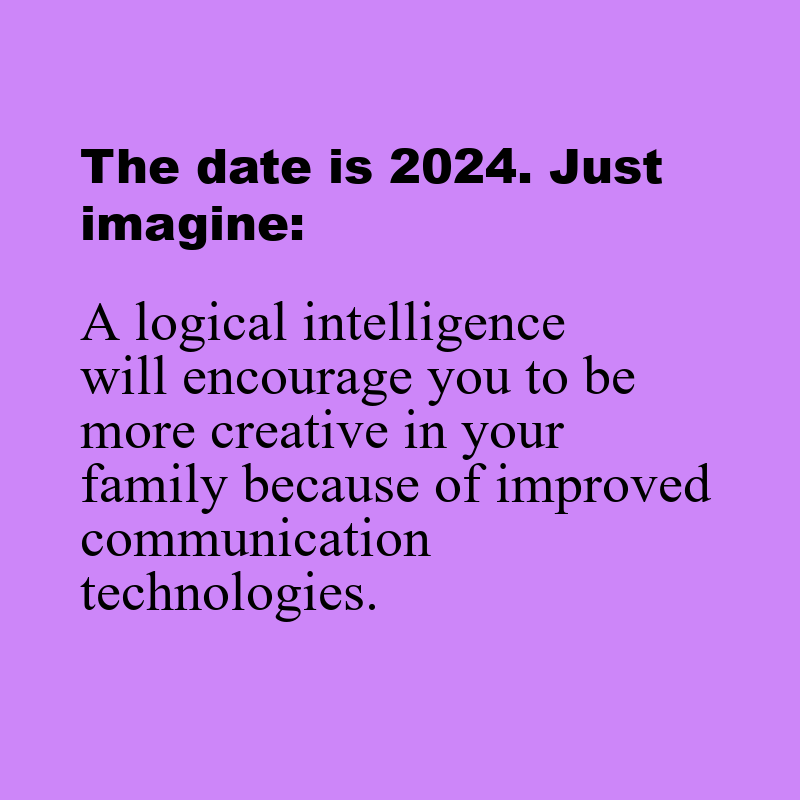 The date is 2024. Just
imagine:
A logical intelligence
will encourage you to be
more creative in your
family because of improved
communication
technologies.